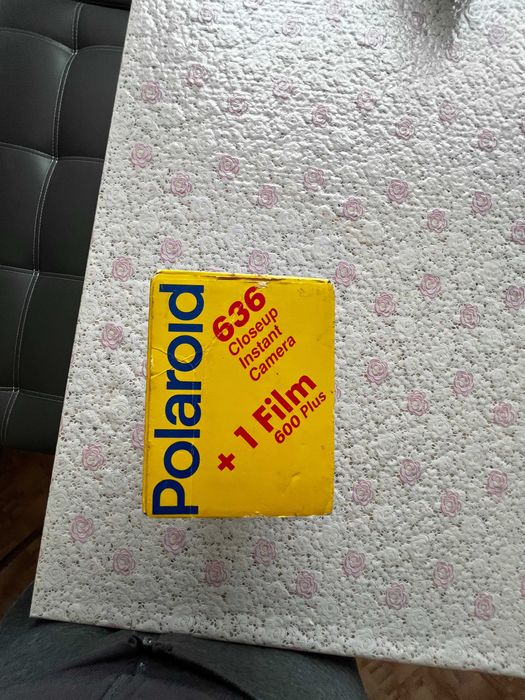 Polaroid
636
Closeup
Instant
Camera
+ 1 Film
600 Plus